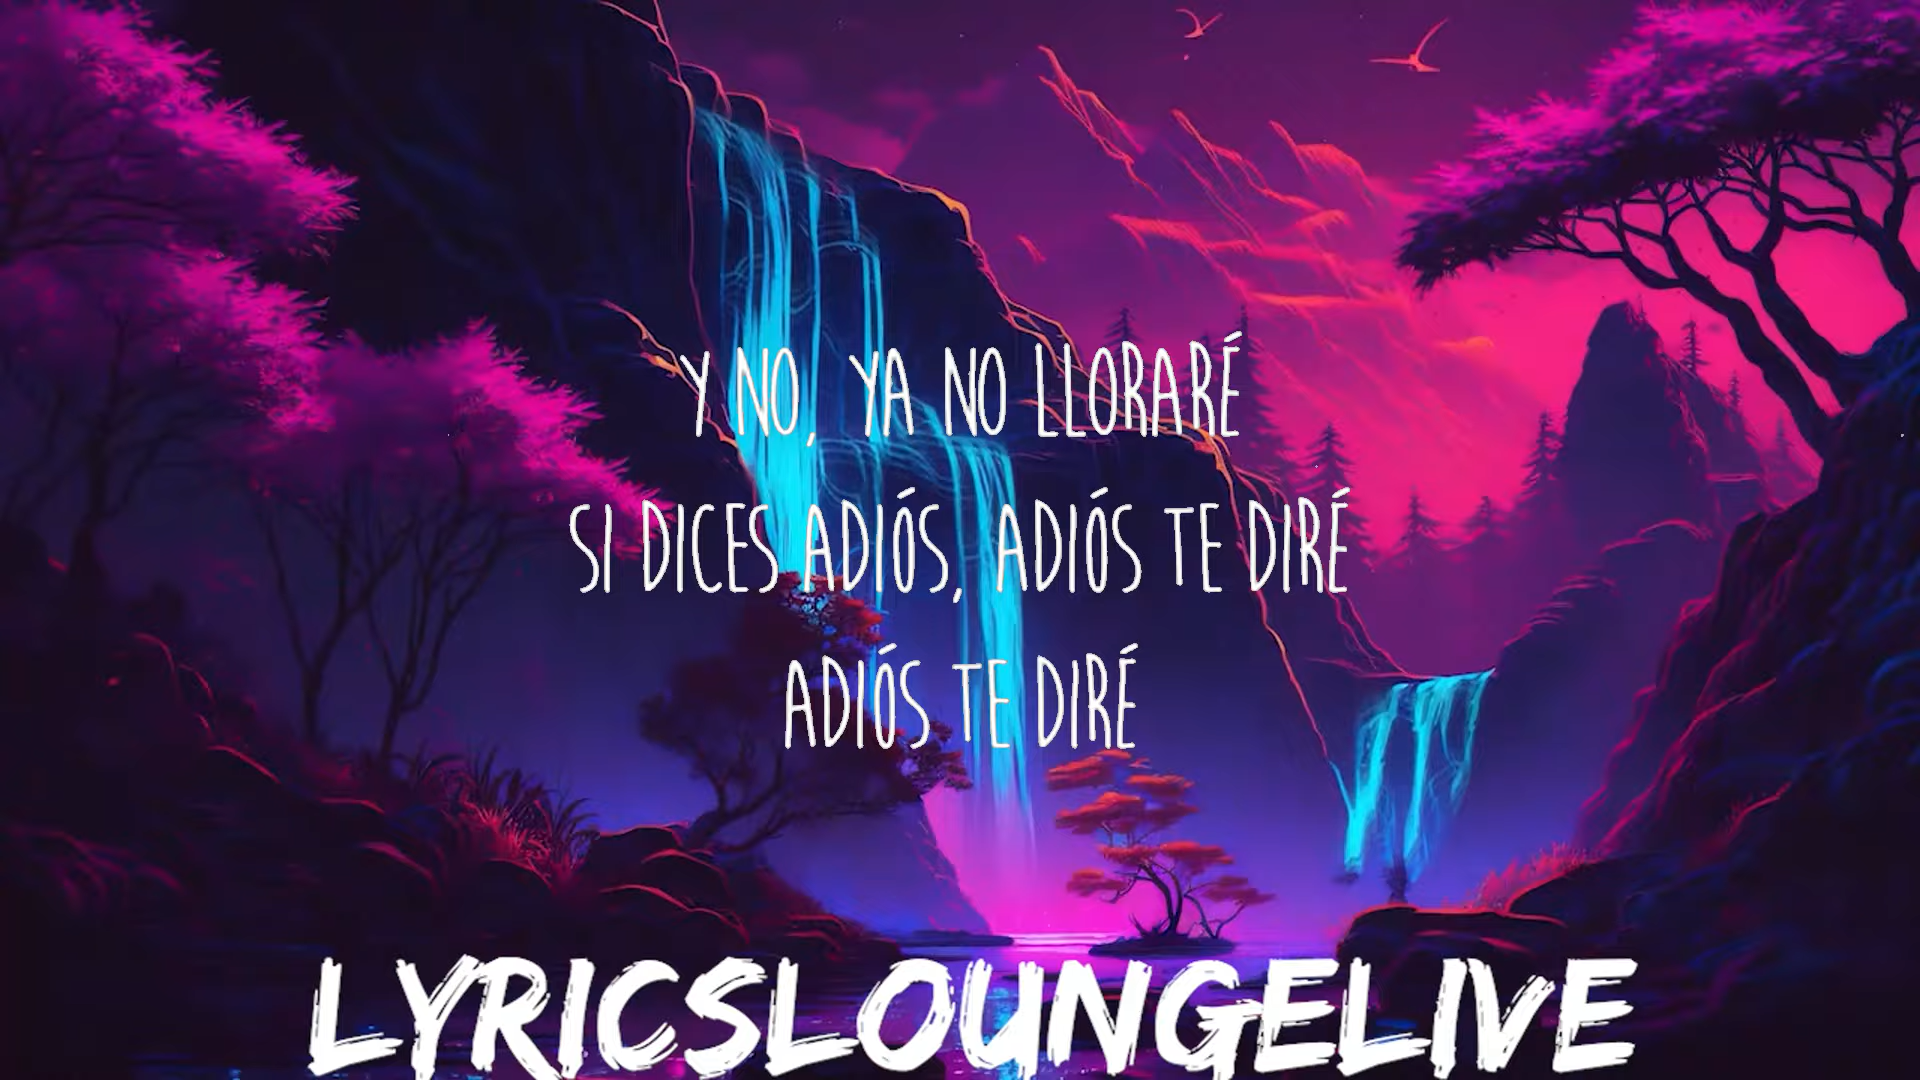 Y NO, YA NO LLORARÉ
SI DICES ADIÓS, ADIÓS TE DIRÉ
ADIÓS TE DIRÉ
LYRICSLOUNGELIVE